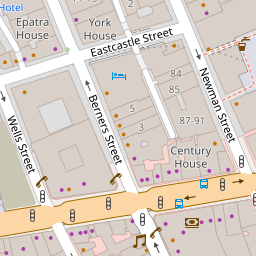 Hotel
Epatra
House
York
House
Eastcastle Street
84
85
5
3
87-91
Newman Street
Berners Street
Wells Street
Century
House